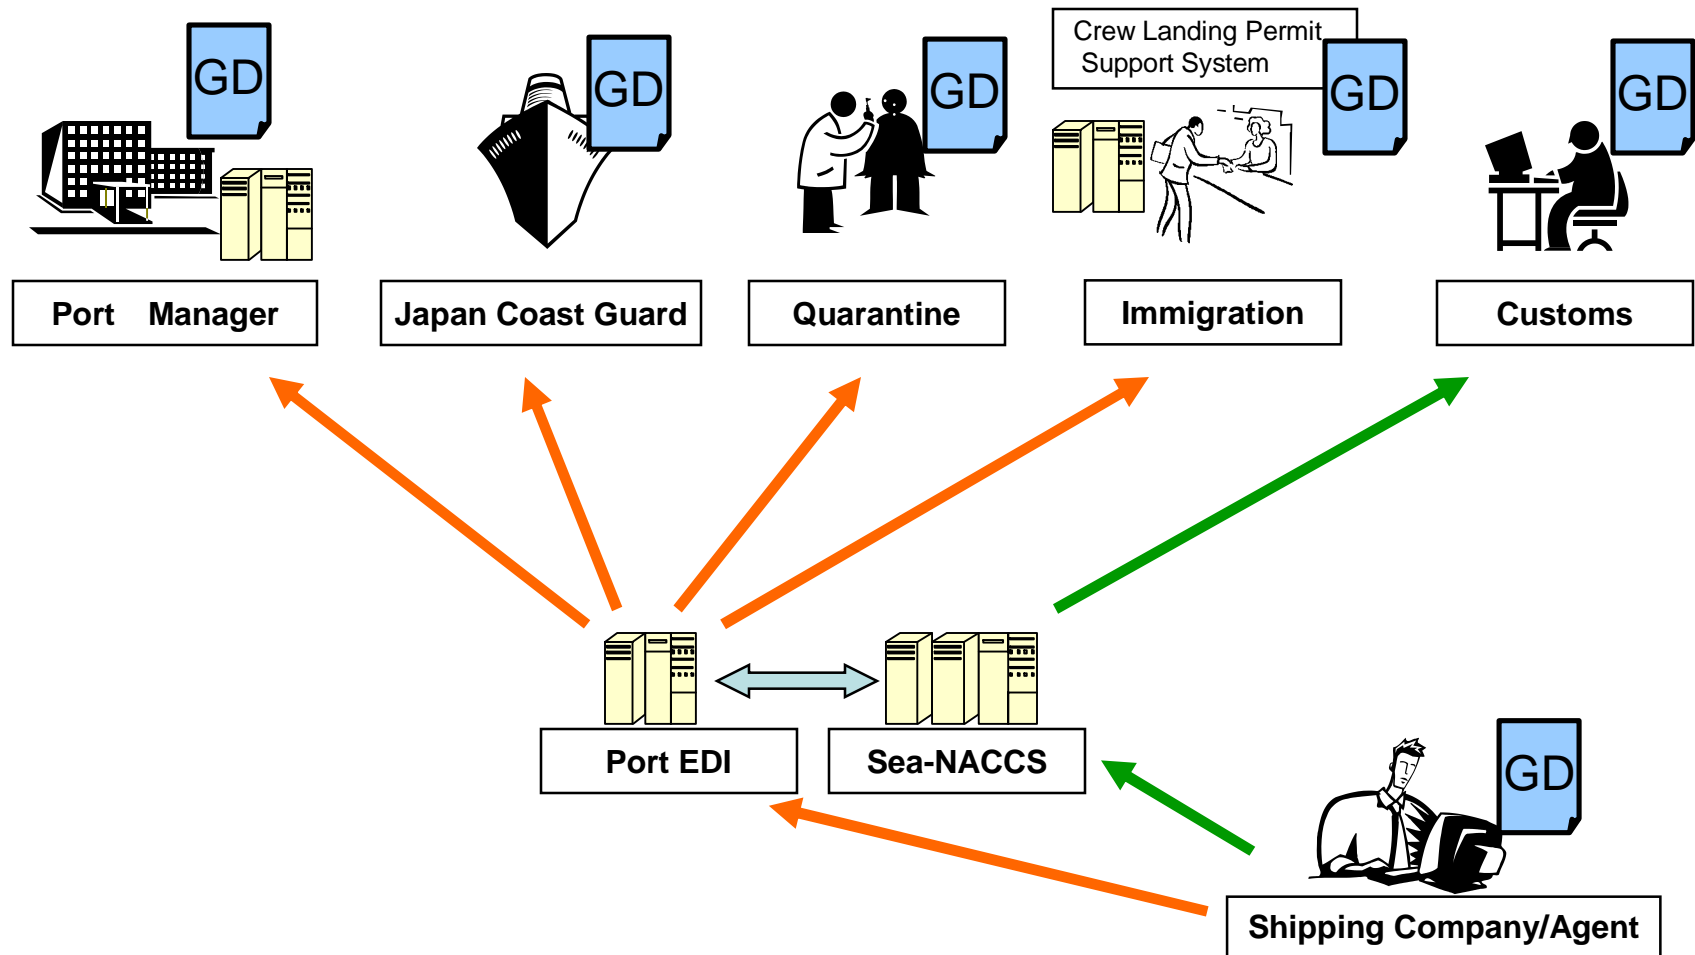 GD
GD
GD
Crew Landing Permit
Support System
GD
GD
Port Manager
Japan Coast Guard
Quarantine
Immigration
Customs
Port EDI
Sea-NACCS
GD
Shipping Company/Agent